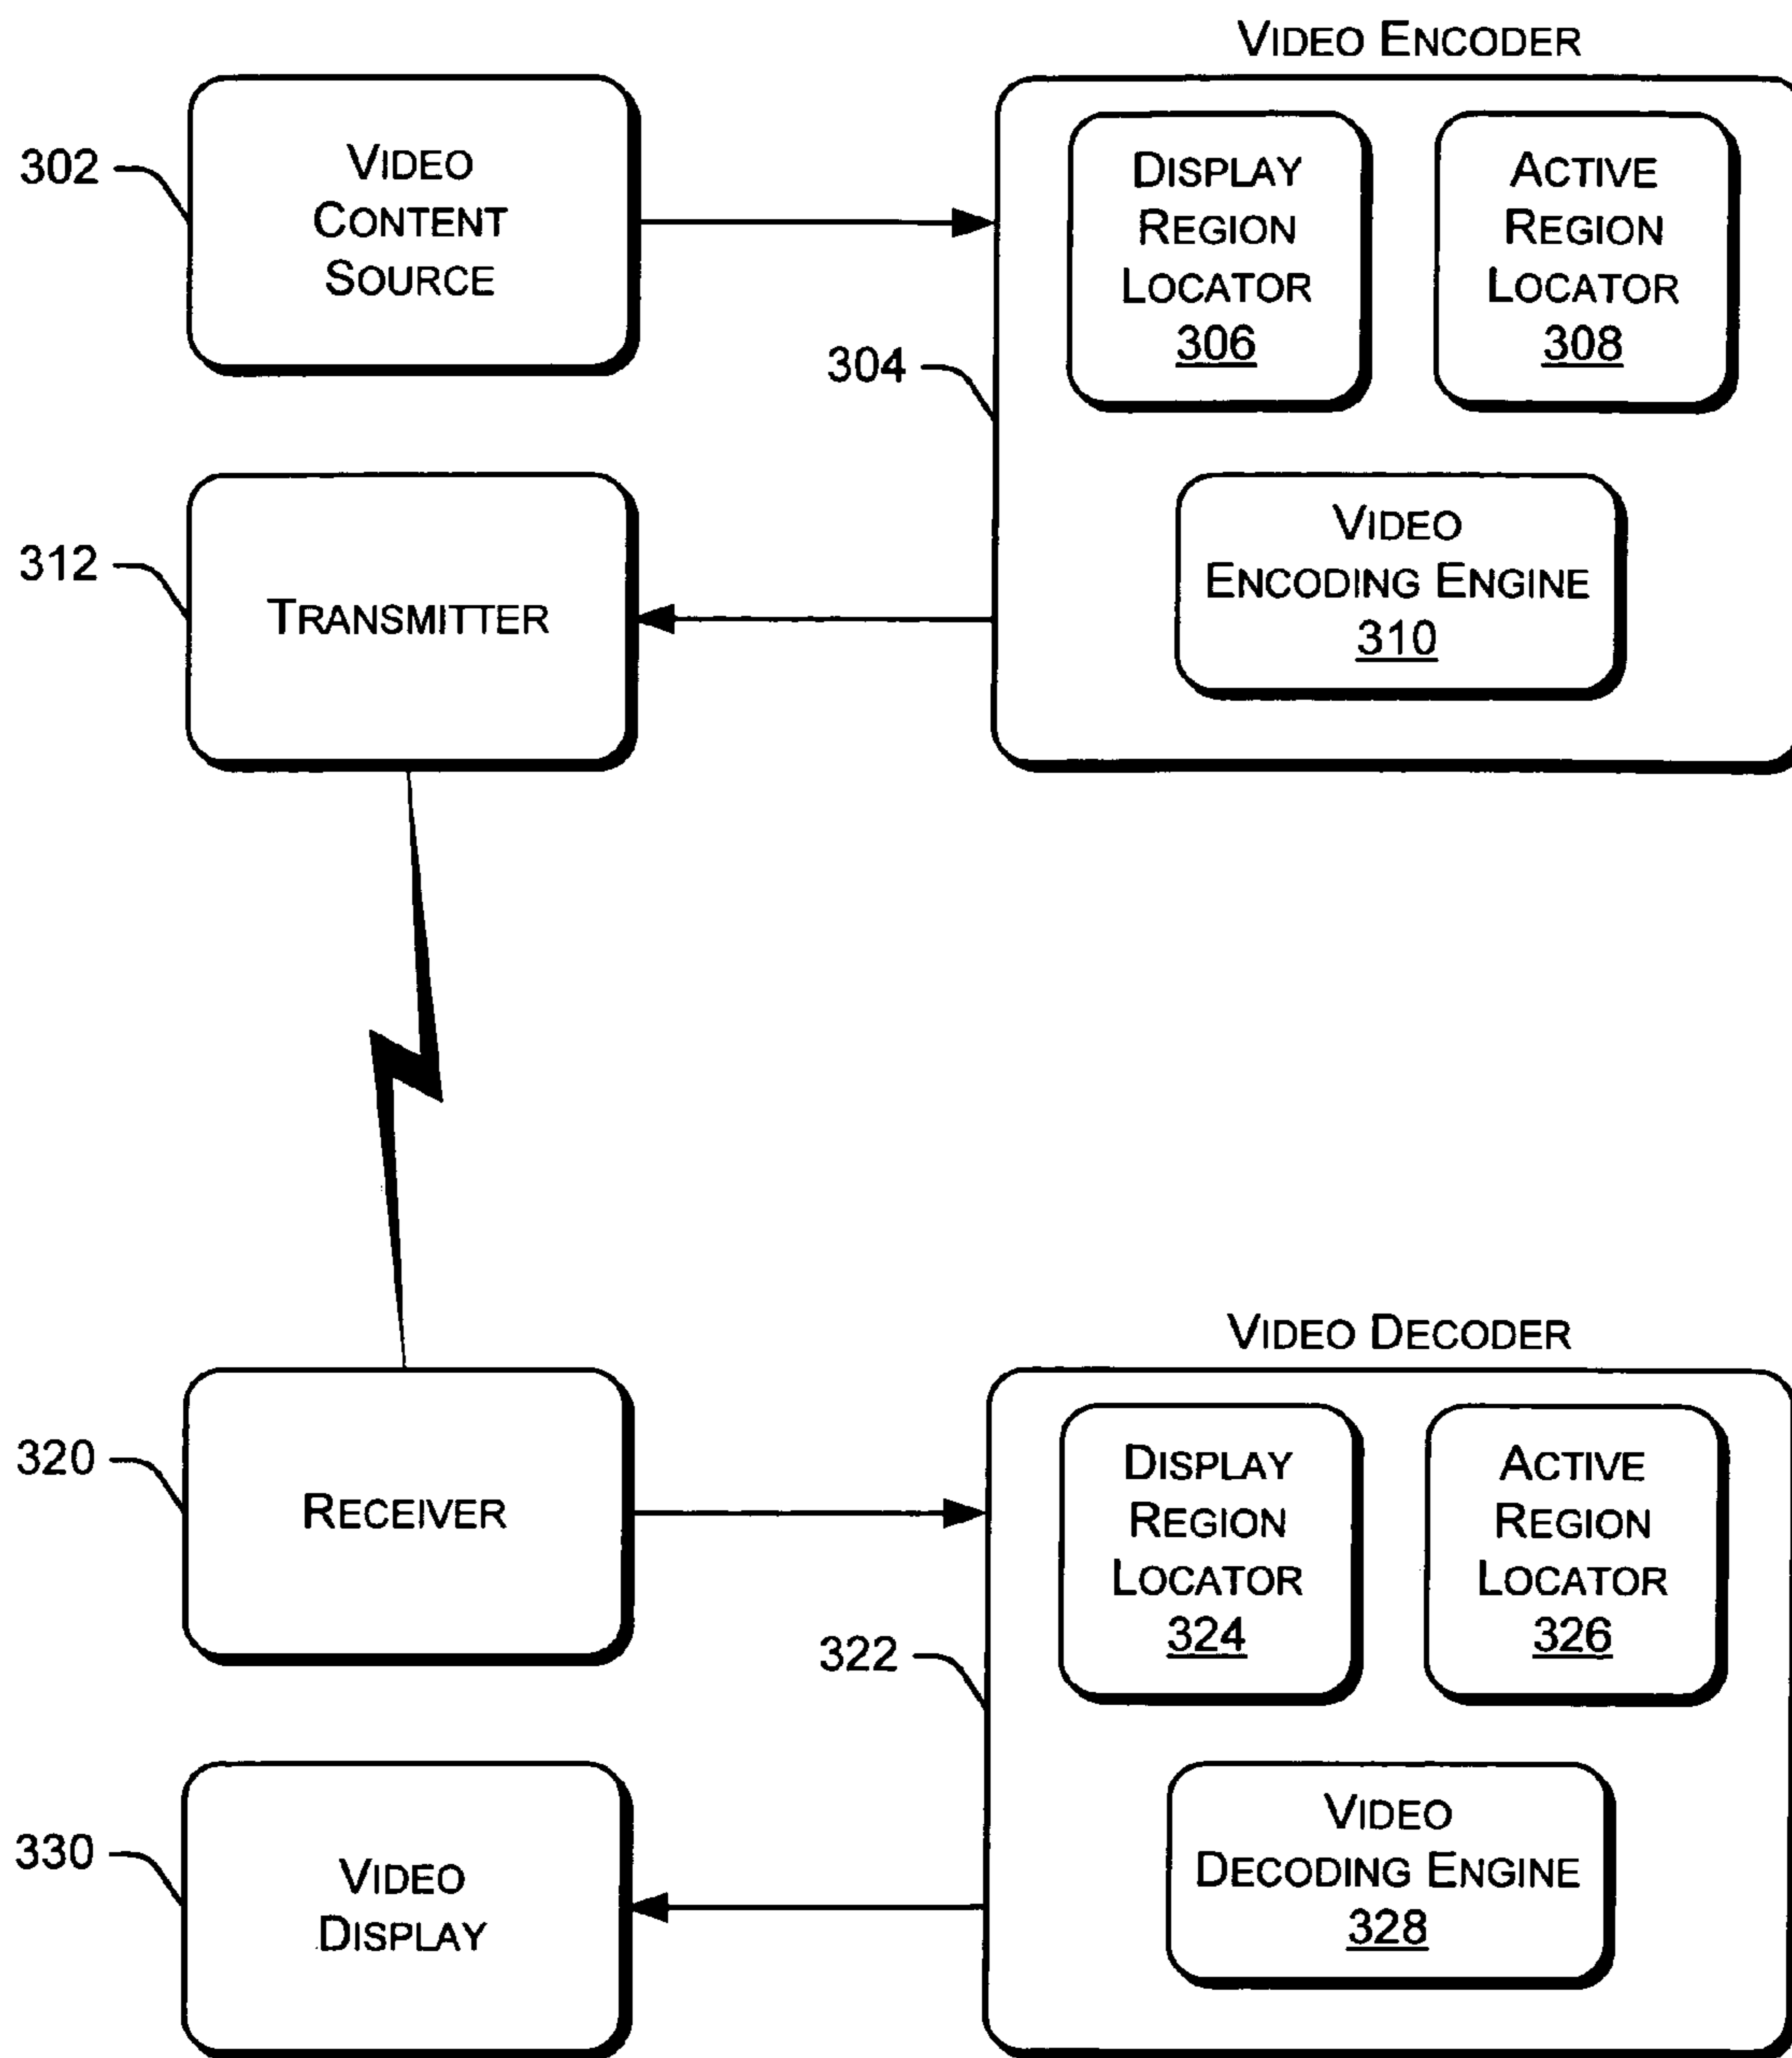 VIDEO ENCODER
302
VIDEO
CONTENT
SOURCE
304
DISPLAY
REGION
LOCATOR
306
ACTIVE
REGION
LOCATOR
308
VIDEO
ENCODING ENGINE
310
312
TRANSMITTER
VIDEO DECODER
320
RECEIVER
322
DISPLAY
REGION
LOCATOR
324
ACTIVE
REGION
LOCATOR
326
VIDEO
DECODING ENGINE
328
330
VIDEO
DISPLAY